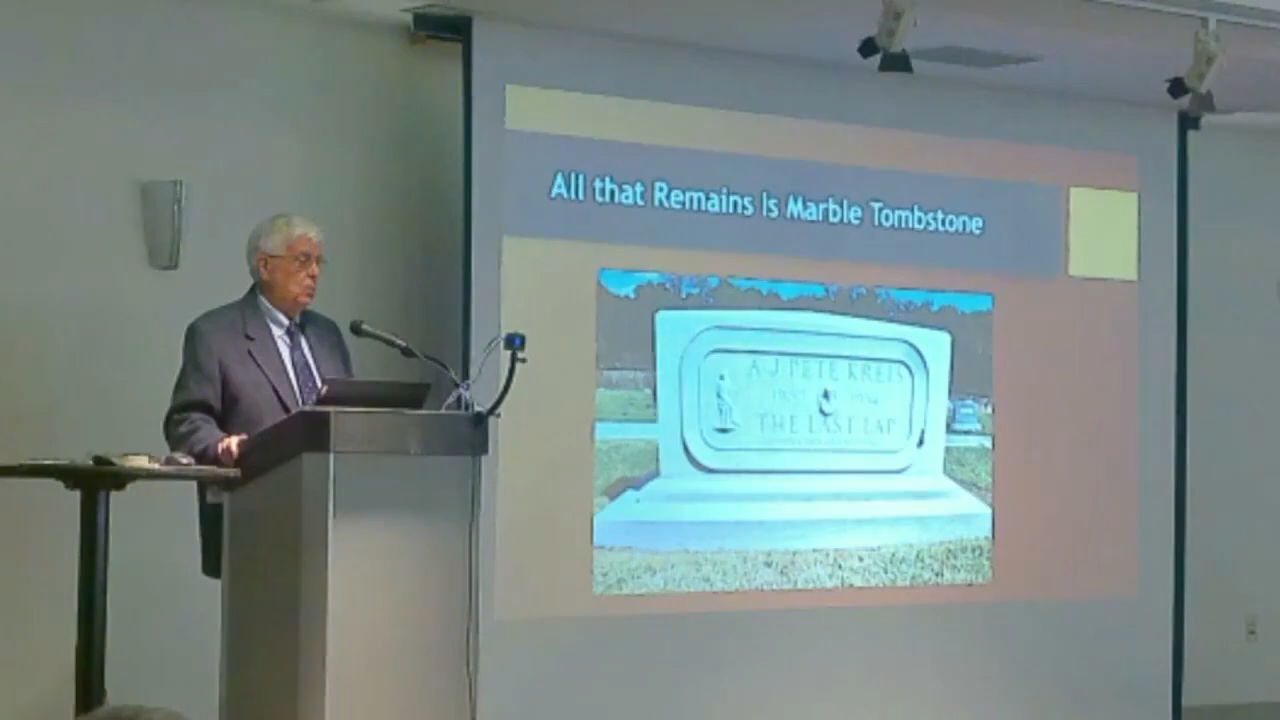 All that Remains Is Marble Tombstone
A.J. PETE KREIS
THE LAST LAP